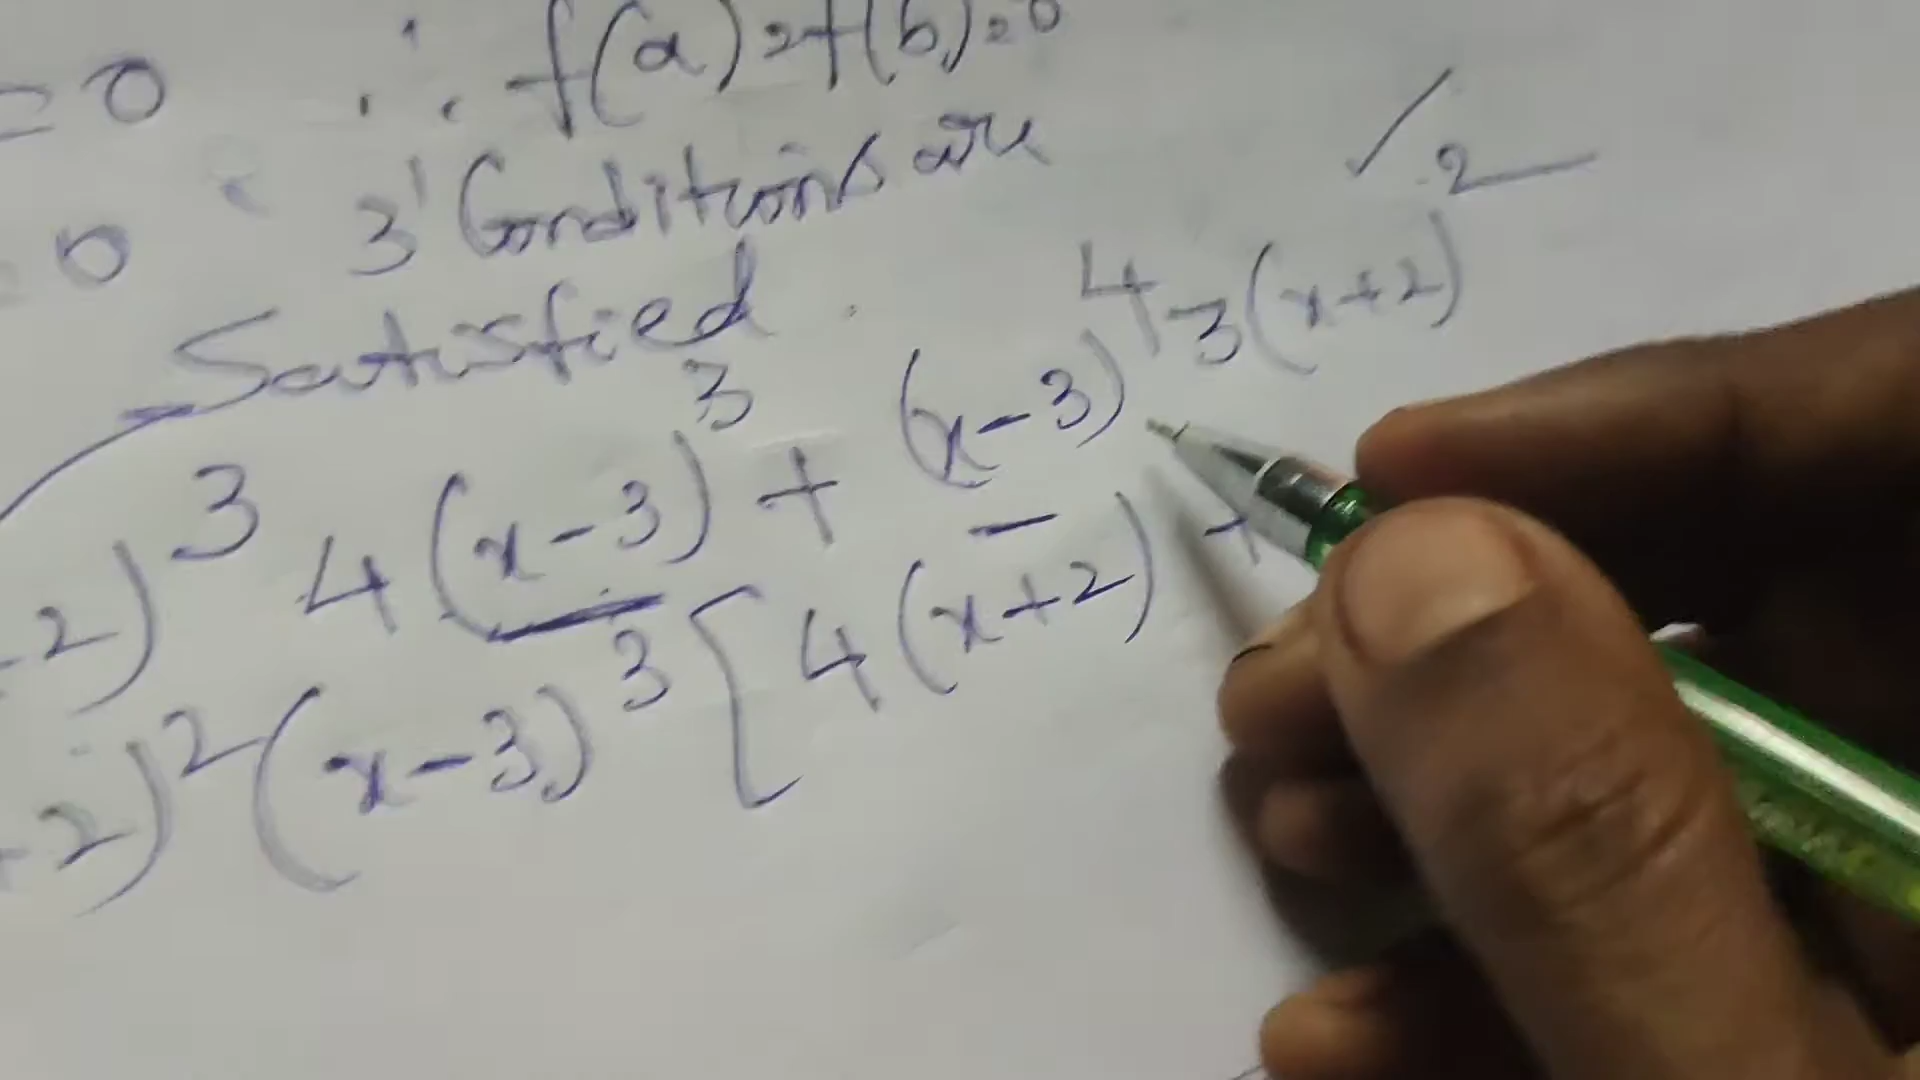 = 0 ∴ f(a) = f(b) = 0
0 3 Conditions are
Satisfied.
2)³ 4(x-3)³ + (x-3)⁴ 3(x+2)²
+2)² (x-3)³ [4(x+2) +